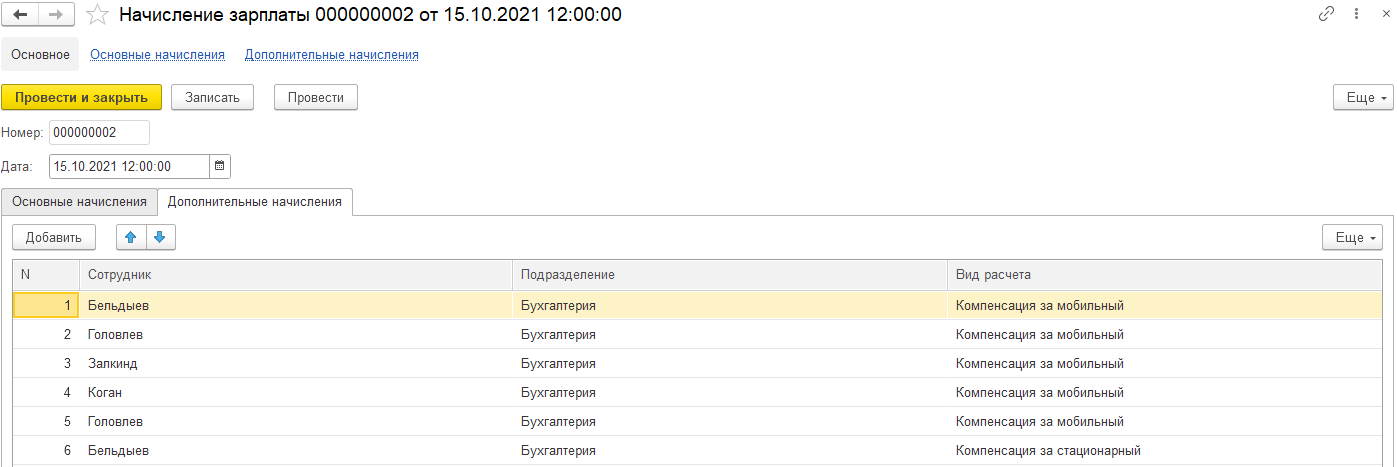 Начисление зарплаты 000000002 от 15.10.2021 12:00:00
Основное Основные начисления Дополнительные начисления
Провести и закрыть Записать Провести Еще
Номер: 000000002
Дата: 15.10.2021 12:00:00
Основные начисления Дополнительные начисления
Добавить Еще
N Сотрудник Подразделение Вид расчета
1 Бельдыев Бухгалтерия Компенсация за мобильный
2 Головлев Бухгалтерия Компенсация за мобильный
3 Залкинд Бухгалтерия Компенсация за мобильный
4 Коган Бухгалтерия Компенсация за мобильный
5 Головлев Бухгалтерия Компенсация за мобильный
6 Бельдыев Бухгалтерия Компенсация за стационарный